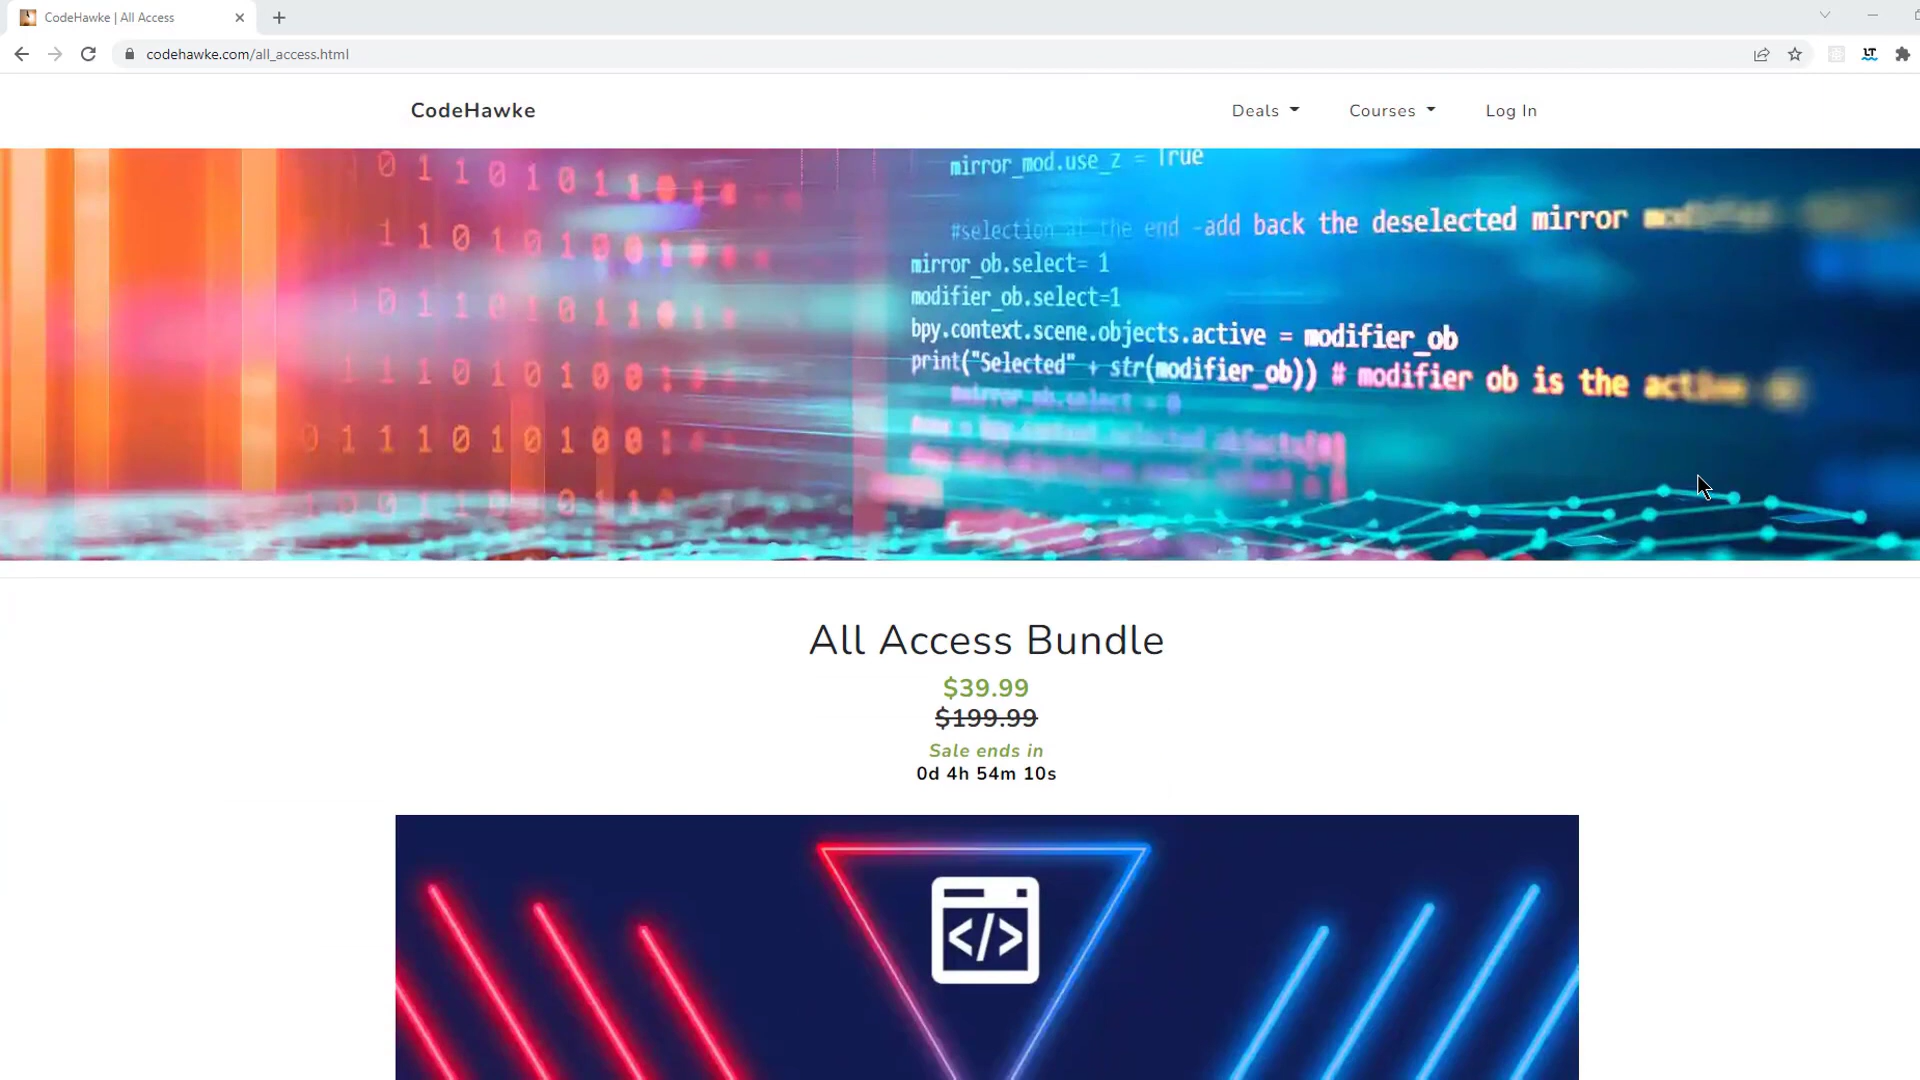 CodeHawke | All Access
codehawke.com/all_access.html
LT
CodeHawke
Deals
Courses
Log In
0 1 1 0 1 0 1 1
mirror_mod.use_z = True
1 1 0 1 0 1 0 0
#selection at the end -add back the deselected mirror
mirror_ob.select= 1
0 1 1 0 1 0 1 1
modifier_ob.select=1
bpy.context.scene.objects.active = modifier_ob
print("Selected" + str(modifier_ob)) # modifier ob is the active
1 1 1 0 1 0 1 0 0
0 1 1 1 0 1 0 1 0 0
All Access Bundle
$39.99
$199.99
Sale ends in
0d 4h 54m 10s
</>